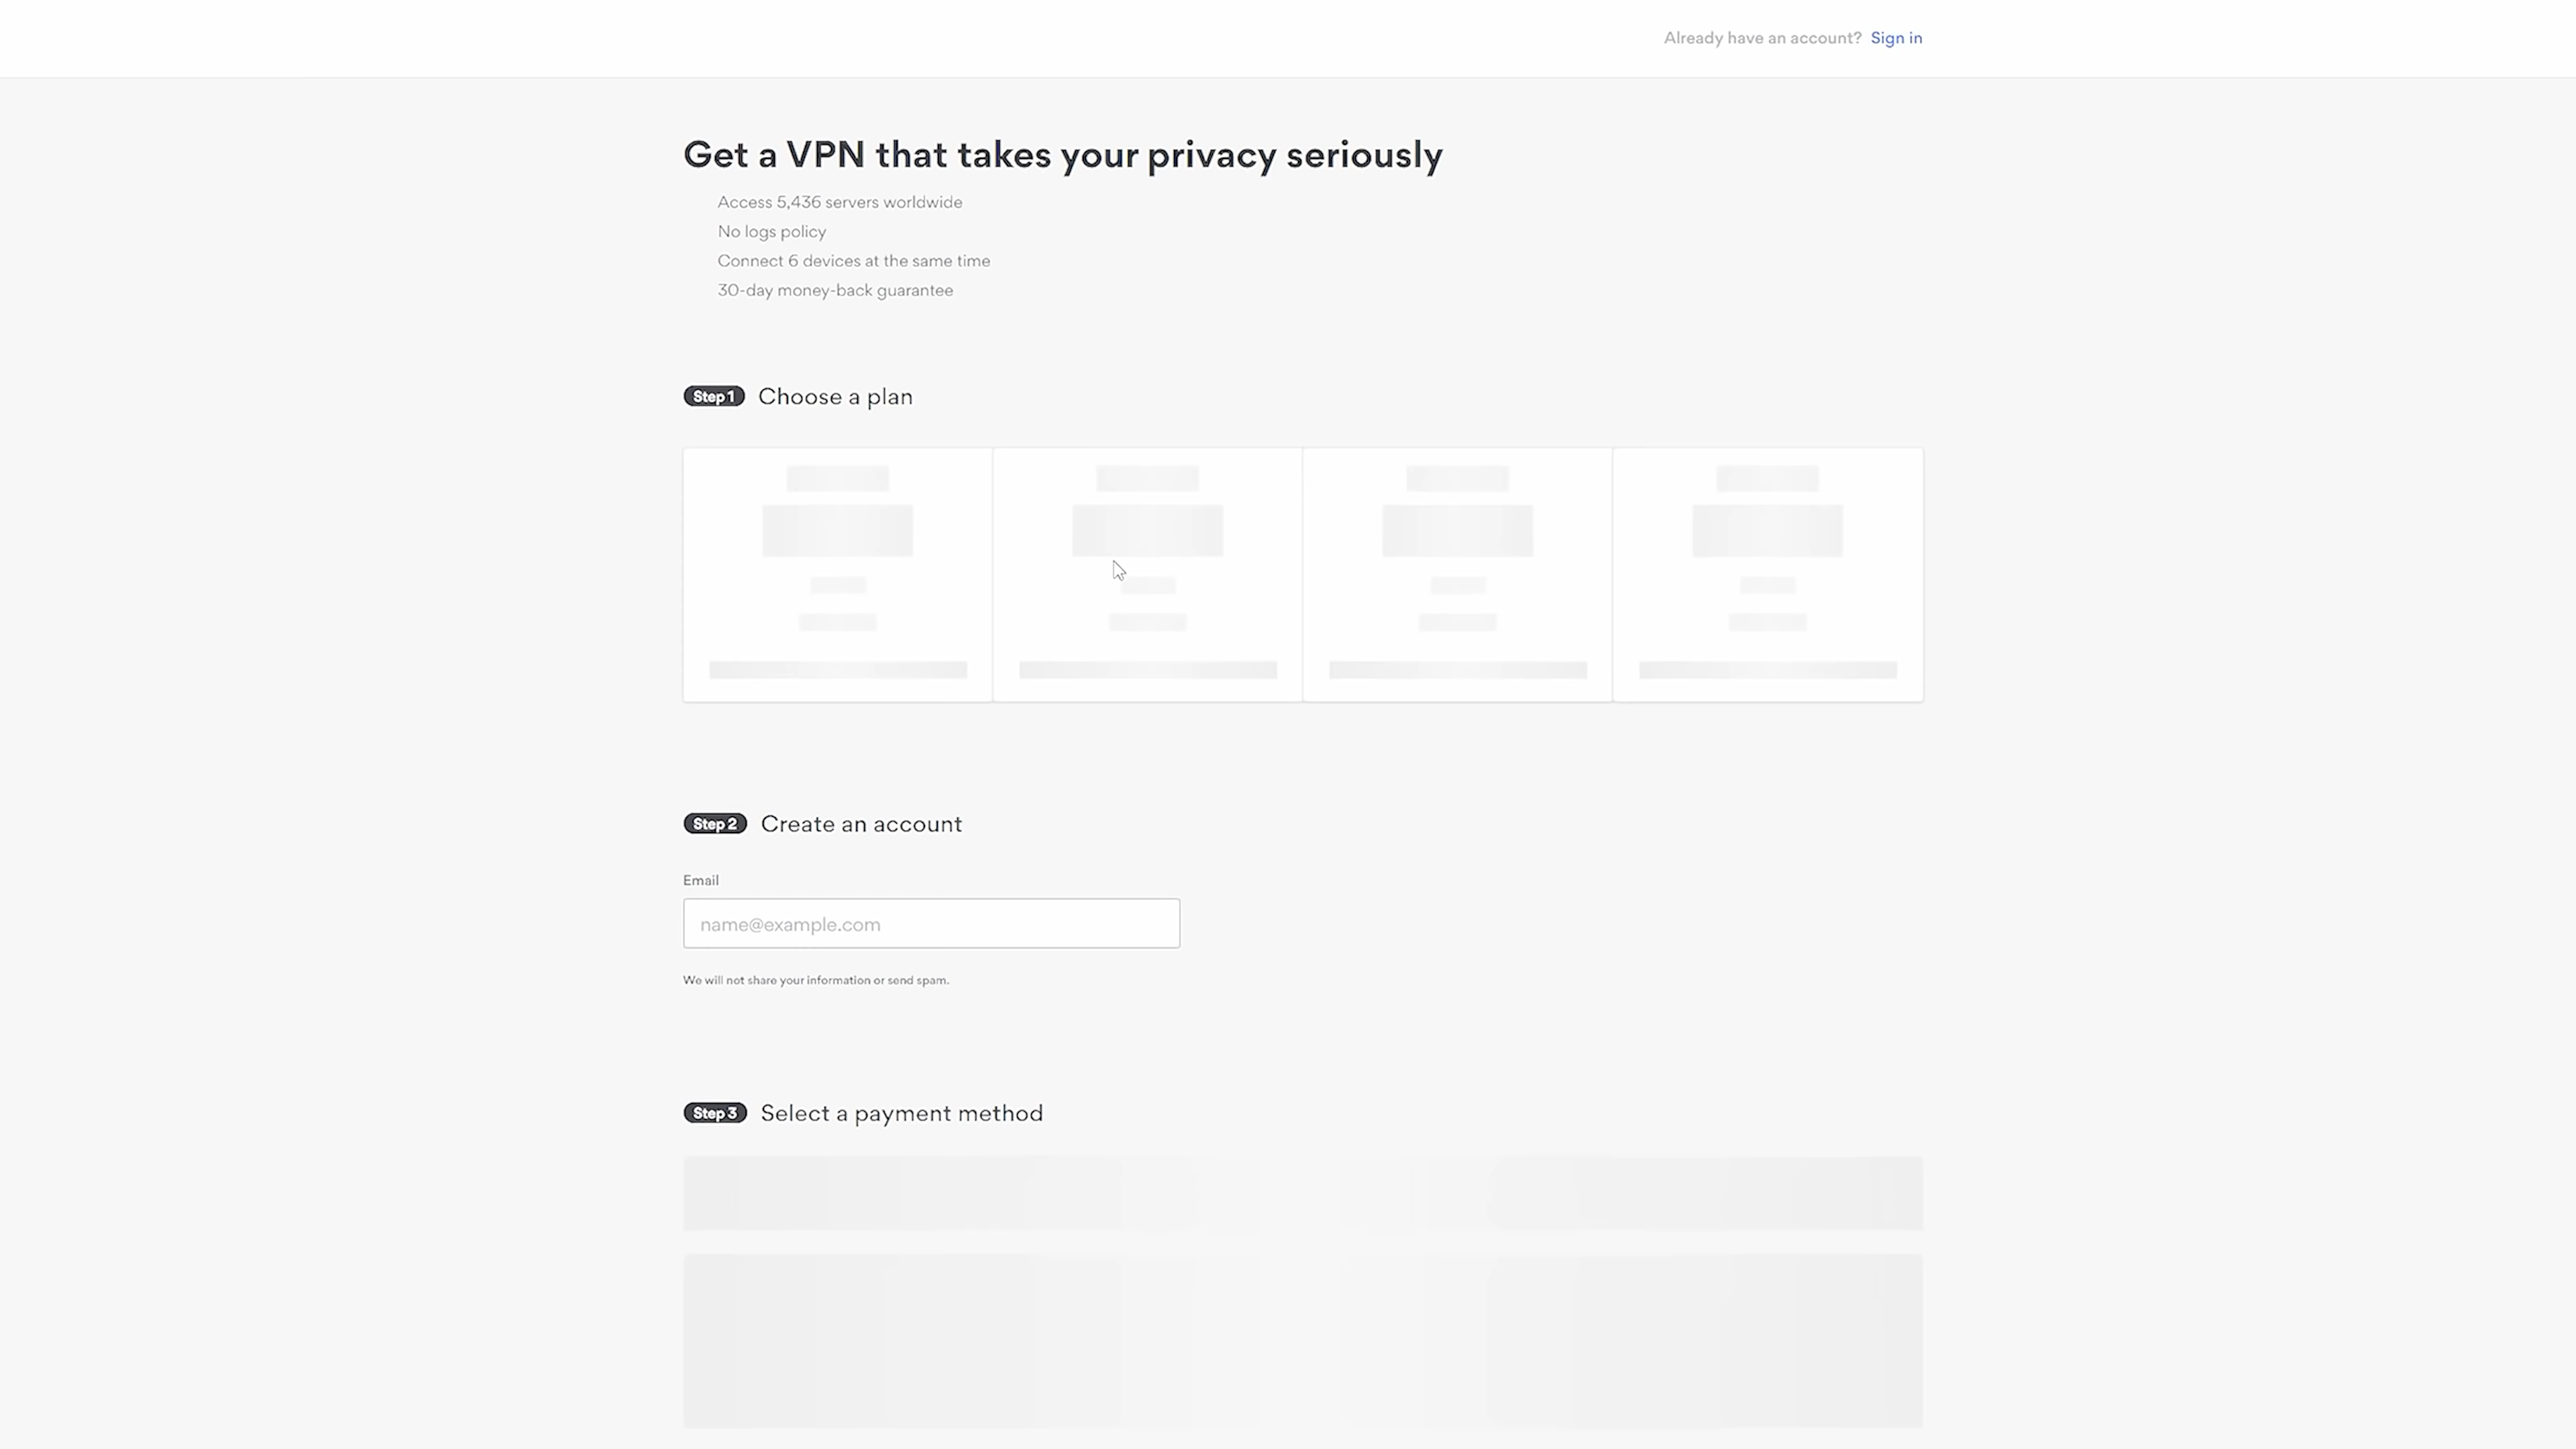 Already have an account? Sign in
Get a VPN that takes your privacy seriously
Access 5,436 servers worldwide
No logs policy
Connect 6 devices at the same time
30-day money-back guarantee
Step 1 Choose a plan
Step 2 Create an account
Email
name@example.com
We will not share your information or send spam.
Step 3 Select a payment method